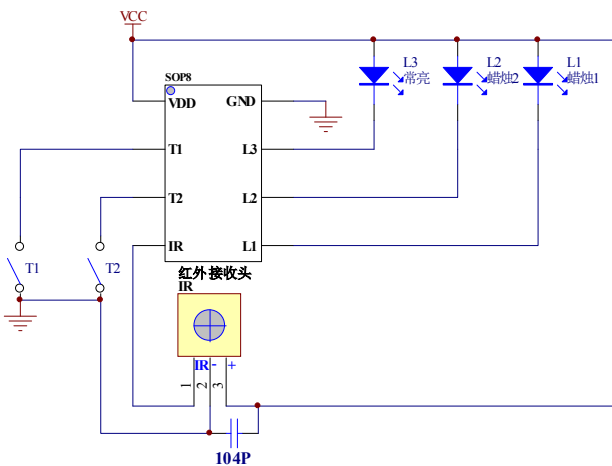 VCC
SOP8
VDD
GND
T1
L3
T2
L2
IR
L1
L3
常亮
L2
蜡烛2
L1
蜡烛1
T1
T2
红外接收头
IR
IR - +
1 2 3
104P